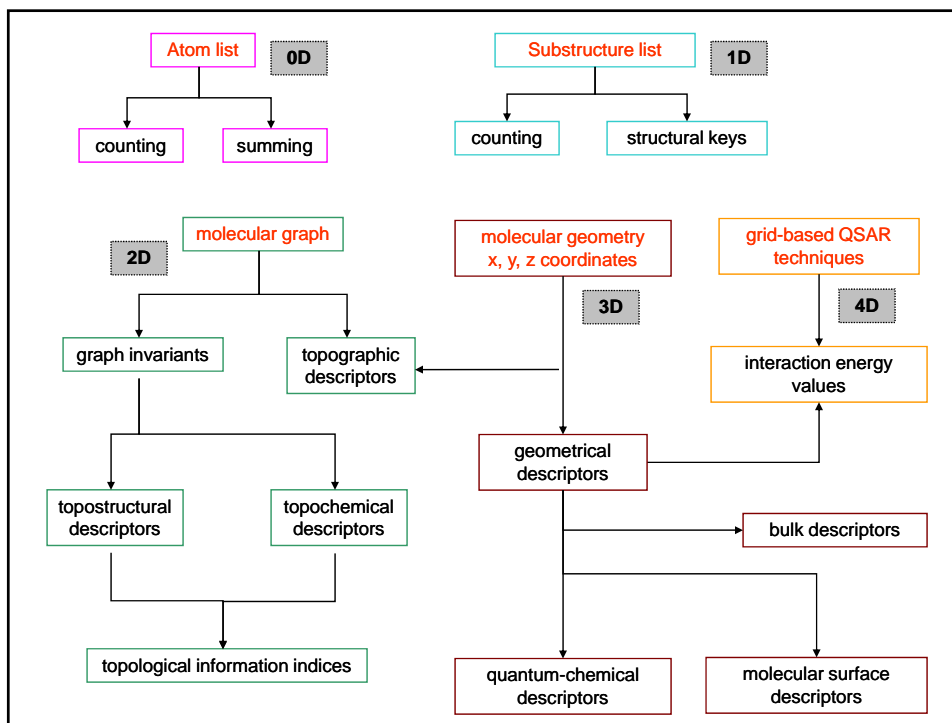 Atom list
0D
Substructure list
1D
counting
summing
counting
structural keys
molecular graph
2D
molecular geometry
x, y, z coordinates
3D
grid-based QSAR
techniques
4D
graph invariants
topographic
descriptors
interaction energy
values
geometrical
descriptors
topostructural
descriptors
topochemical
descriptors
bulk descriptors
topological information indices
quantum-chemical
descriptors
molecular surface
descriptors